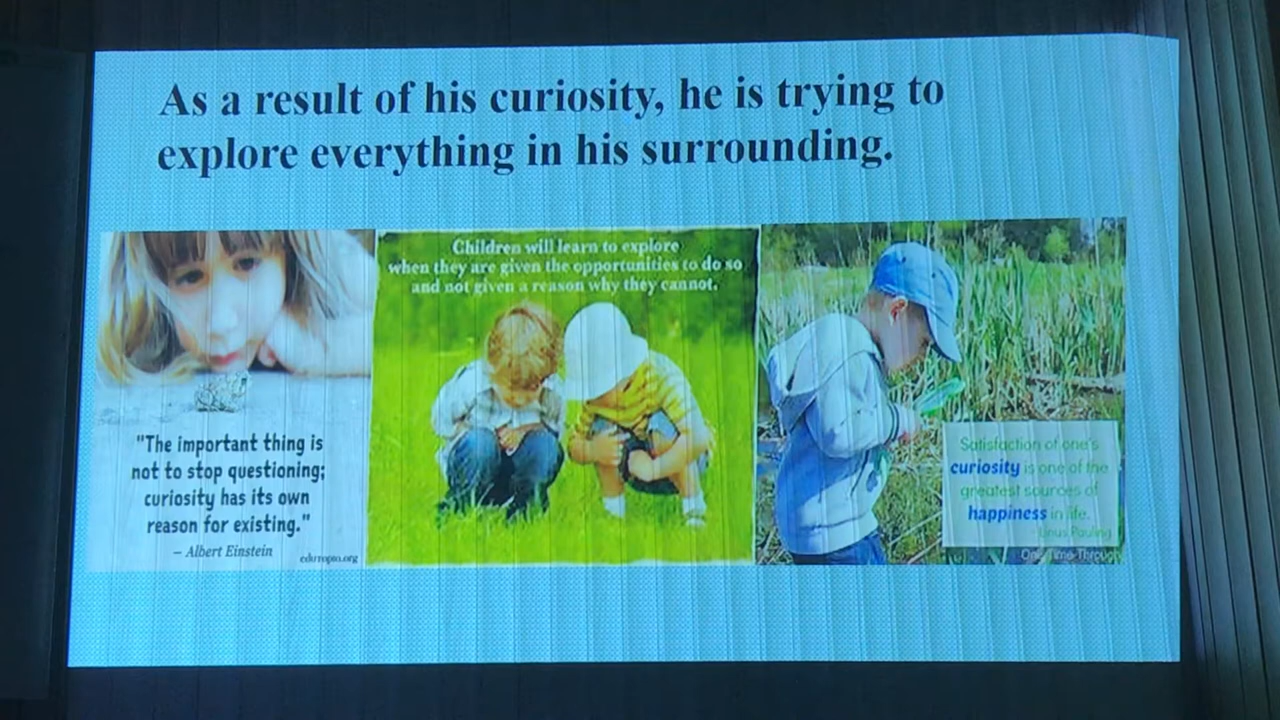 As a result of his curiosity, he is trying to
explore everything in his surrounding.
"The important thing is
not to stop questioning;
curiosity has its own
reason for existing."
– Albert Einstein
edutopia.org
Children will learn to explore
when they are given the opportunities to do so
and not given a reason why they cannot.
Satisfaction of one's
curiosity is one of the
greatest sources of
happiness in life.
Linus Pauling
One Time Through